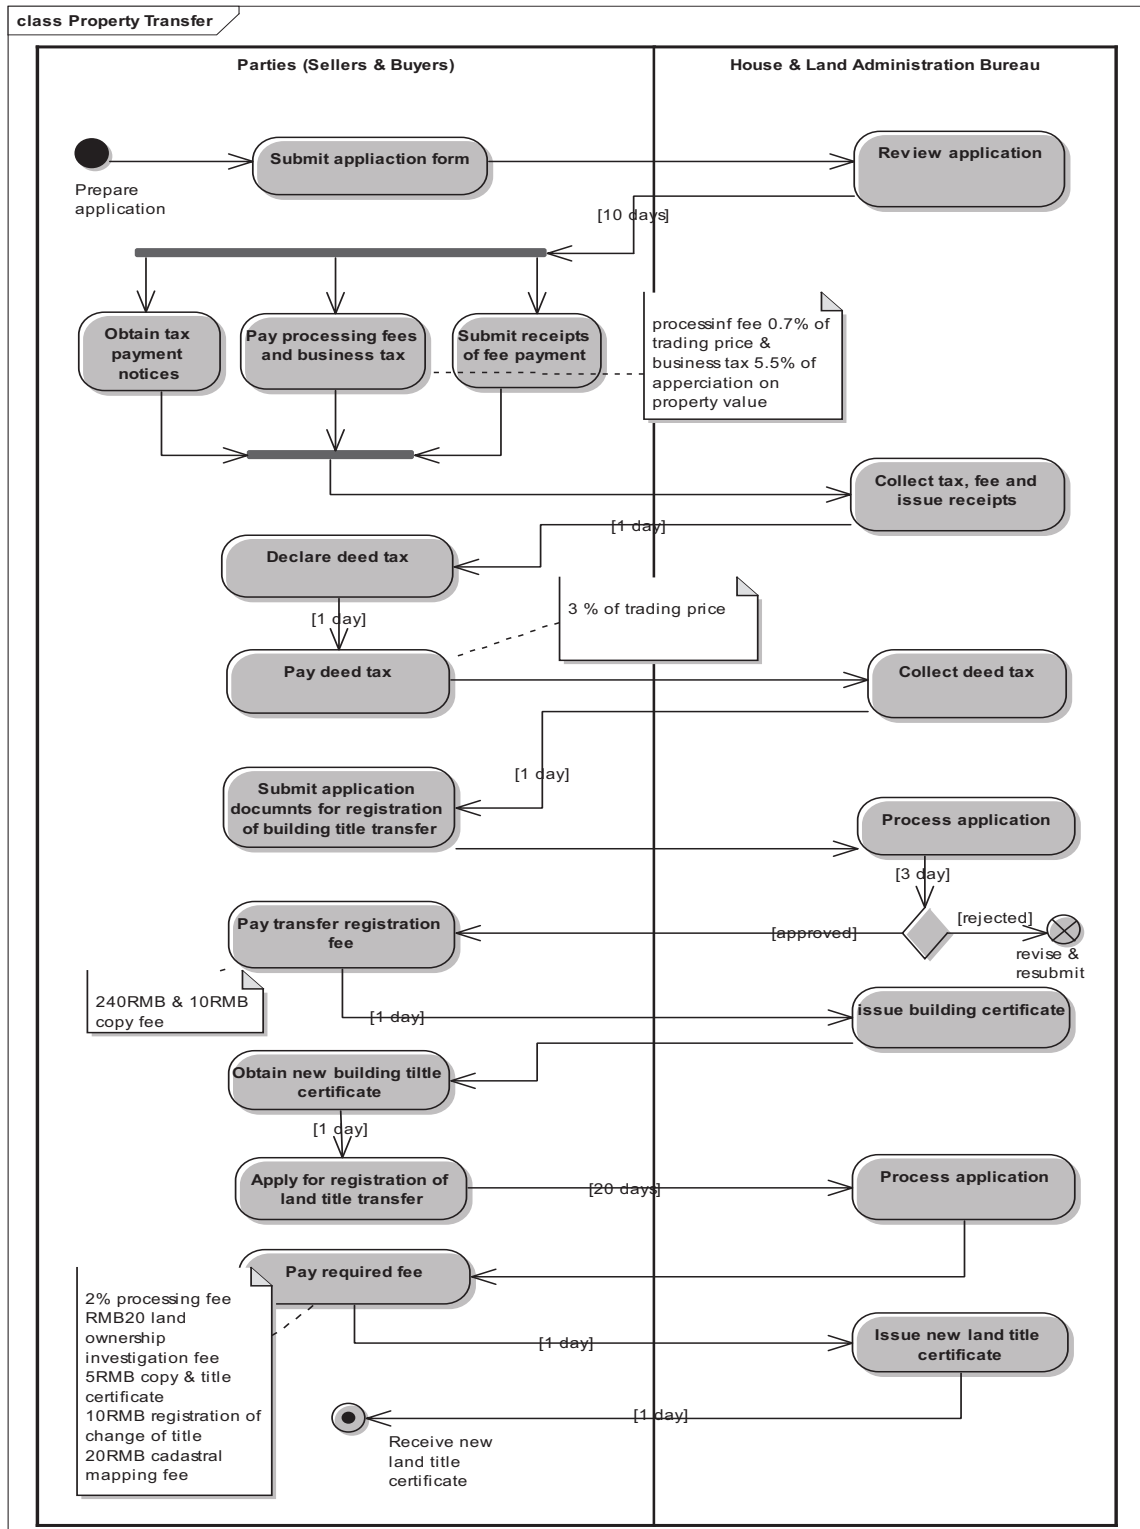 class Property Transfer
Parties (Sellers & Buyers)
House & Land Administration Bureau
Prepare
application
Submit appliaction form
Review application
[10 days]
Obtain tax
payment
notices
Pay processing fees
and business tax
Submit receipts
of fee payment
processinf fee 0.7% of
trading price &
business tax 5.5% of
apperciation on
property value
Collect tax, fee and
issue receipts
[1 day]
Declare deed tax
[1 day]
3 % of trading price
Pay deed tax
Collect deed tax
[1 day]
Submit application
documnts for registration
of building title transfer
Process application
[3 day]
Pay transfer registration
fee
[approved]
[rejected]
revise &
resubmit
240RMB & 10RMB
copy fee
[1 day]
issue building certificate
Obtain new building tiltle
certificate
[1 day]
Apply for registration of
land title transfer
[20 days]
Process application
Pay required fee
2% processing fee
RMB20 land
ownership
investigation fee
5RMB copy & title
certificate
10RMB registration of
change of title
20RMB cadastral
mapping fee
[1 day]
Issue new land title
certificate
[1 day]
Receive new
land title
certificate